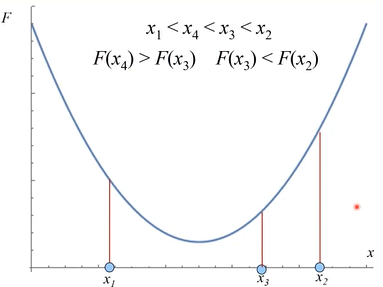 F
x₁ < x₄ < x₃ < x₂
F(x₄) > F(x₃) F(x₃) < F(x₂)
x
x₁ x₃ x₂